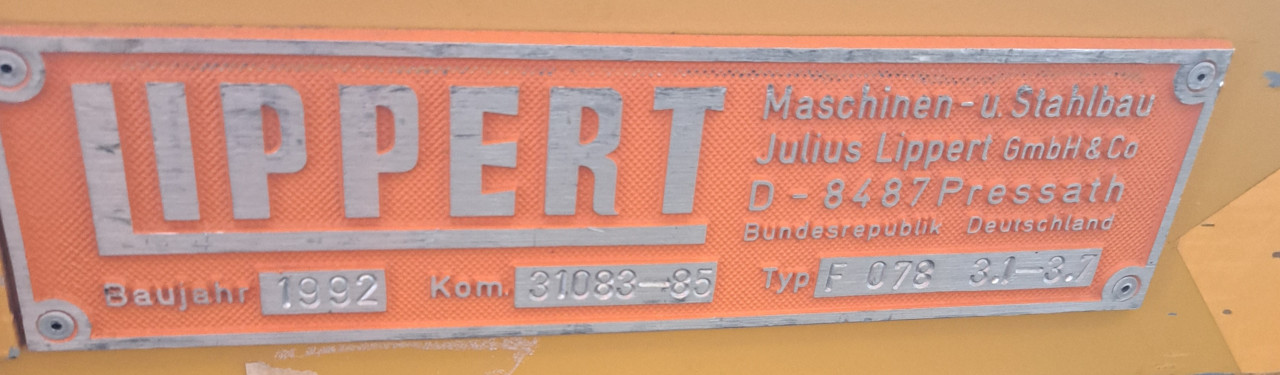 LIPPERT
Maschinen- u. Stahlbau
Julius Lippert GmbH & Co
D - 8487 Pressath
Bundesrepublik Deutschland
Baujahr 1992 Kom. 31083-85 Typ F 078 3.1-3.7